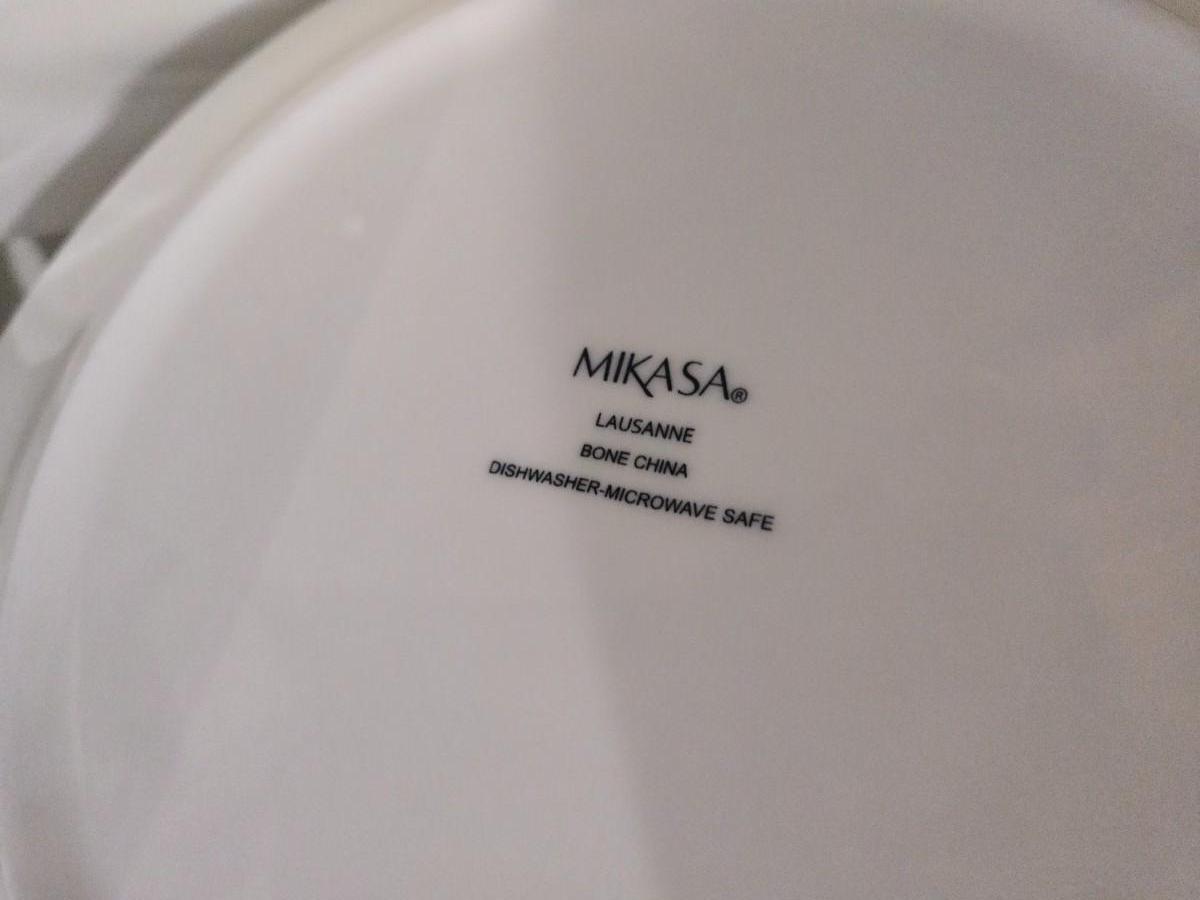 MIKASA®
LAUSANNE
BONE CHINA
DISHWASHER-MICROWAVE SAFE